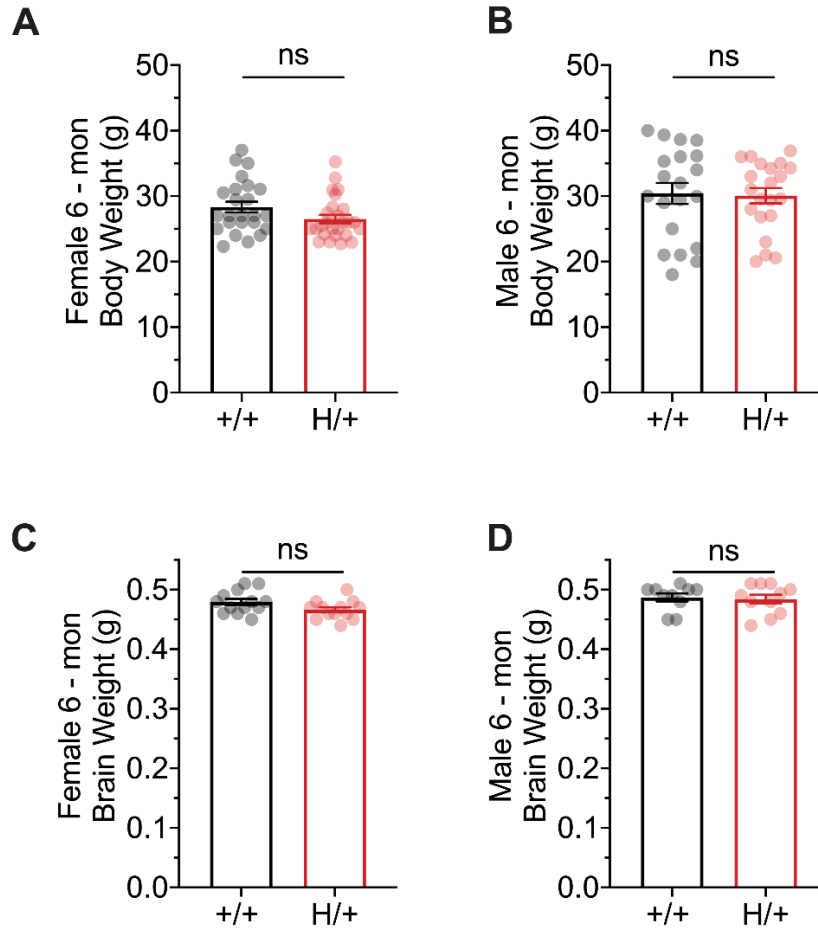 A
Female 6 - mon
Body Weight (g)
50
40
30
20
10
0
ns
+/+
H/+
B
Male 6 - mon
Body Weight (g)
50
40
30
20
10
0
ns
+/+
H/+
C
Female 6 - mon
Brain Weight (g)
0.5
0.4
0.3
0.2
0.1
0.0
ns
+/+
H/+
D
Male 6 - mon
Brain Weight (g)
0.5
0.4
0.3
0.2
0.1
0.0
ns
+/+
H/+